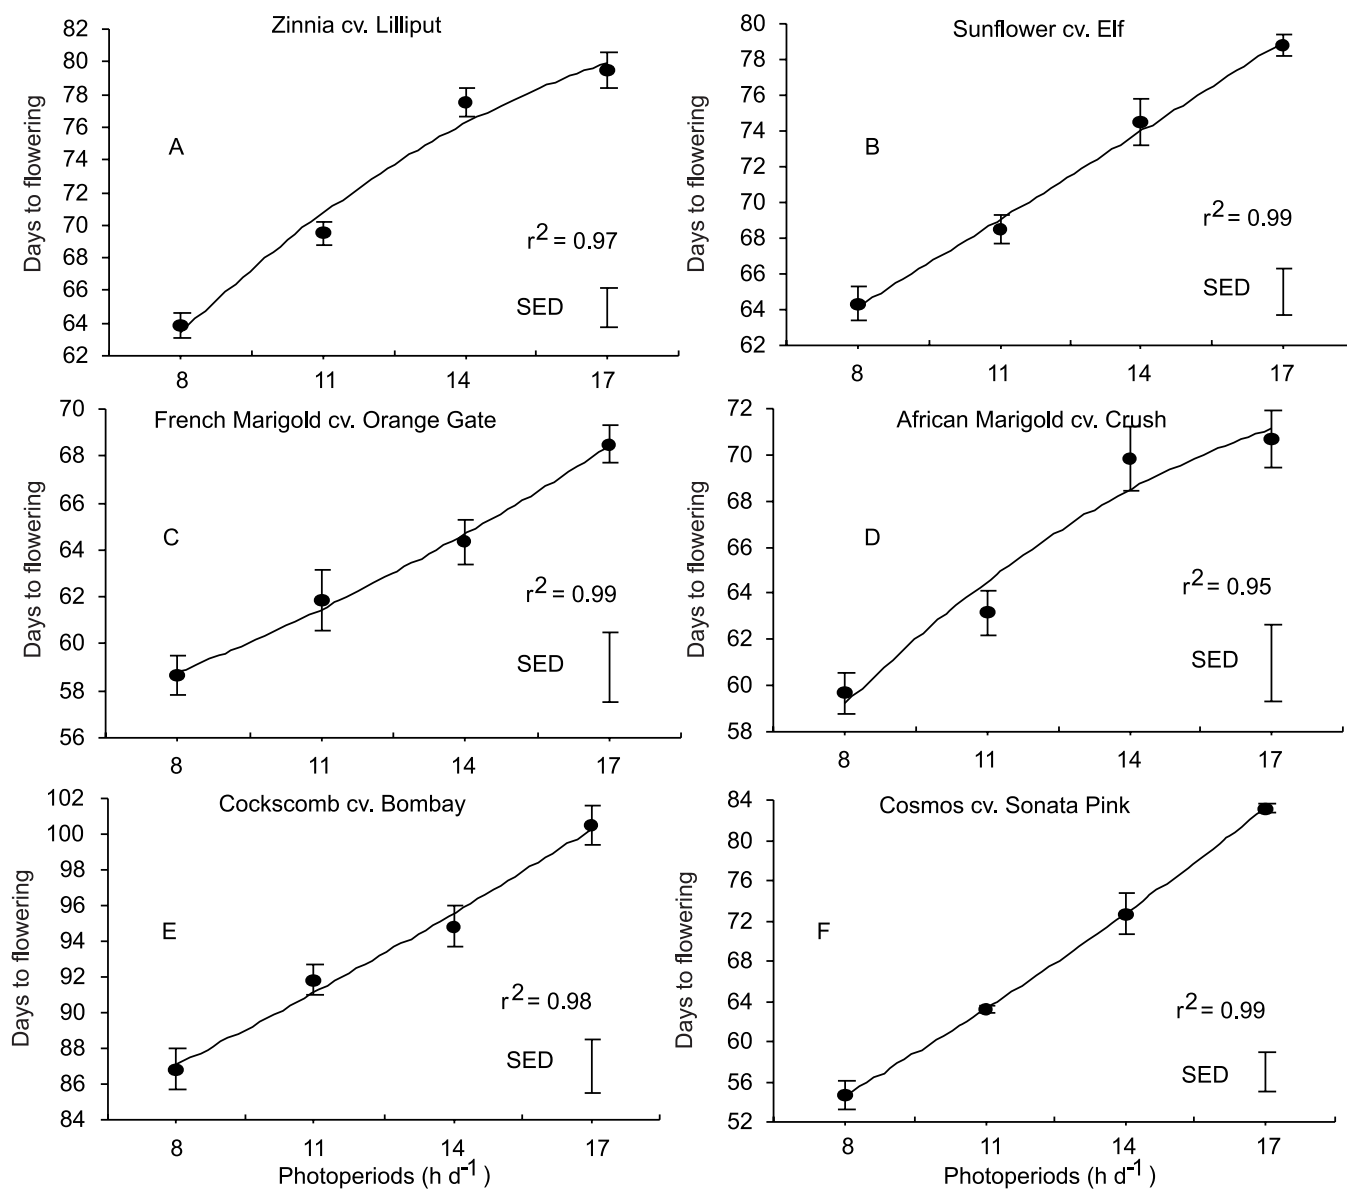 Zinnia cv. Lilliput
82
80
78
76
74
72
70
68
66
64
62
Days to flowering
A
r² = 0.97
SED
8 11 14 17
Sunflower cv. Elf
80
78
76
74
72
70
68
66
64
62
Days to flowering
B
r² = 0.99
SED
8 11 14 17
French Marigold cv. Orange Gate
70
68
66
64
62
60
58
56
Days to flowering
C
r² = 0.99
SED
8 11 14 17
African Marigold cv. Crush
72
70
68
66
64
62
60
58
Days to flowering
D
r² = 0.95
SED
8 11 14 17
Cockscomb cv. Bombay
102
100
98
96
94
92
90
88
86
84
Days to flowering
E
r² = 0.98
SED
8 11 14 17
Photoperiods (h d⁻¹)
Cosmos cv. Sonata Pink
84
80
76
72
68
64
60
56
52
Days to flowering
F
r² = 0.99
SED
8 11 14 17
Photoperiods (h d⁻¹)